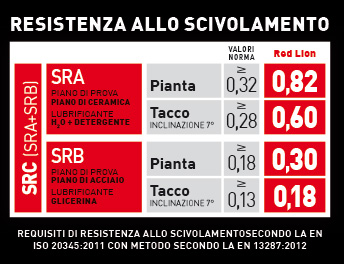 RESISTENZA ALLO SCIVOLAMENTO
VALORI
NORMA
Red Lion
SRC (SRA+SRB)
SRA
PIANO DI PROVA
PIANO DI CERAMICA
LUBRIFICANTE
H2O + DETERGENTE
Pianta
≥
0,32
0,82
Tacco
INCLINAZIONE 7°
≥
0,28
0,60
SRB
PIANO DI PROVA
PIANO DI ACCIAIO
LUBRIFICANTE
GLICERINA
Pianta
≥
0,18
0,30
Tacco
INCLINAZIONE 7°
≥
0,13
0,18
REQUISITI DI RESISTENZA ALLO SCIVOLAMENTOSECONDO LA EN
ISO 20345:2011 CON METODO SECONDO LA EN 13287:2012